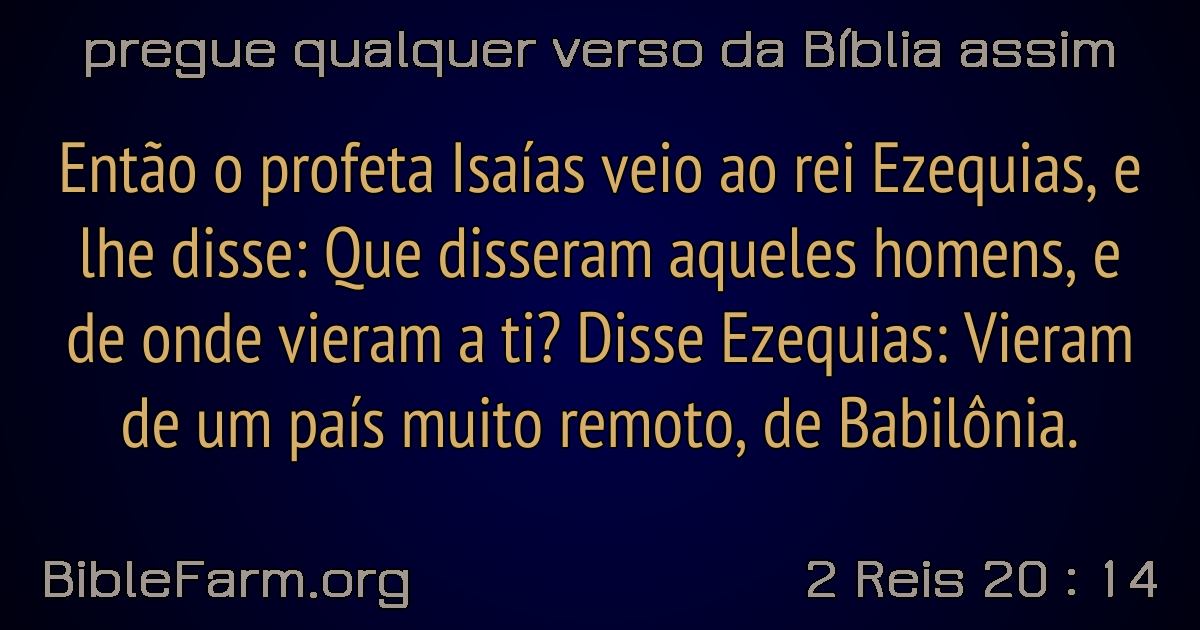 pregue qualquer verso da Bíblia assim
Então o profeta Isaías veio ao rei Ezequias, e
lhe disse: Que disseram aqueles homens, e
de onde vieram a ti? Disse Ezequias: Vieram
de um país muito remoto, de Babilônia.
BibleFarm.org
2 Reis 20 : 14